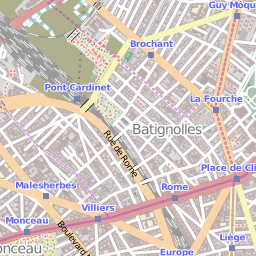 Guy Môqu
Brochant
Pont Cardinet
La Fourche
Batignolles
Rue de Rome
Place de Cli
Malesherbes
Rome
Villiers
Monceau
Boulevard
Liège
onceau
Europe